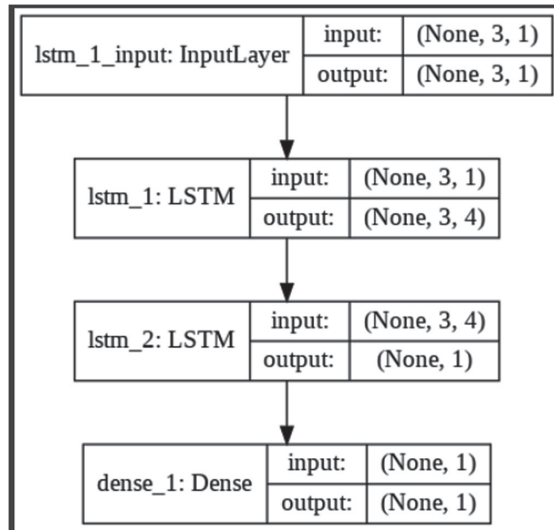 lstm_1_input: InputLayer
input: (None, 3, 1)
output: (None, 3, 1)
lstm_1: LSTM
input: (None, 3, 1)
output: (None, 3, 4)
lstm_2: LSTM
input: (None, 3, 4)
output: (None, 1)
dense_1: Dense
input: (None, 1)
output: (None, 1)